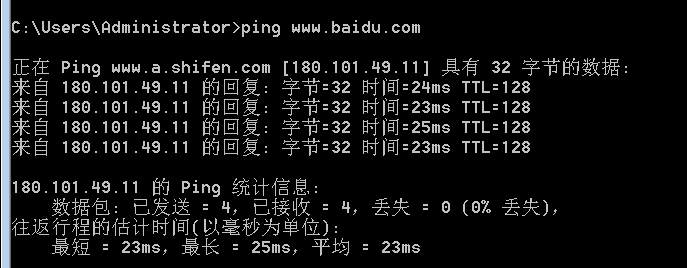 C:\Users\Administrator>ping www.baidu.com
正在 Ping www.a.shifen.com [180.101.49.11] 具有 32 字节的数据:
来自 180.101.49.11 的回复: 字节=32 时间=24ms TTL=128
来自 180.101.49.11 的回复: 字节=32 时间=23ms TTL=128
来自 180.101.49.11 的回复: 字节=32 时间=25ms TTL=128
来自 180.101.49.11 的回复: 字节=32 时间=23ms TTL=128
180.101.49.11 的 Ping 统计信息:
数据包: 已发送 = 4，已接收 = 4，丢失 = 0 (0% 丢失)，
往返行程的估计时间(以毫秒为单位):
最短 = 23ms，最长 = 25ms，平均 = 23ms